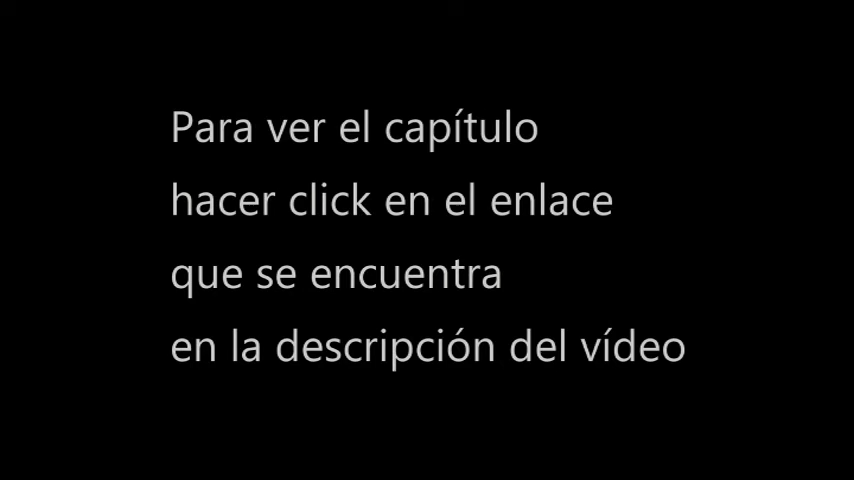 Para ver el capítulo
hacer click en el enlace
que se encuentra
en la descripción del vídeo